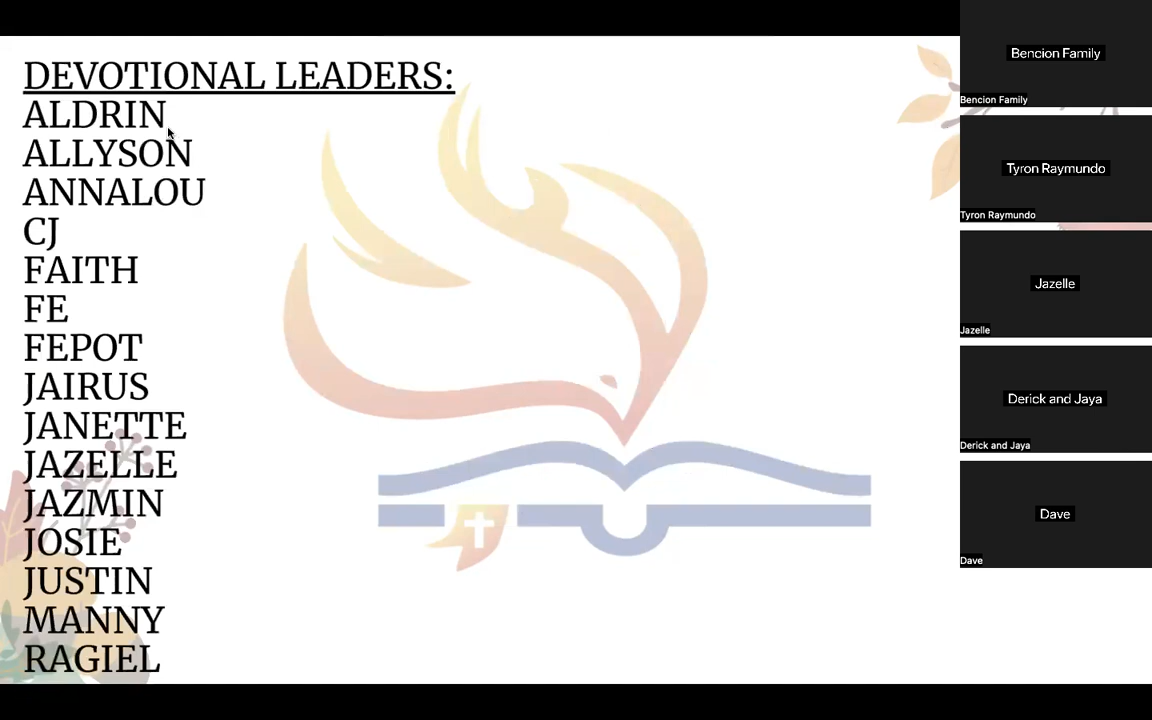 DEVOTIONAL LEADERS:
ALDRIN
ALLYSON
ANNALOU
CJ
FAITH
FE
FEPOT
JAIRUS
JANETTE
JAZELLE
JAZMIN
JOSIE
JUSTIN
MANNY
RAGIEL
Bencion Family
Bencion Family
Tyron Raymundo
Tyron Raymundo
Jazelle
Jazelle
Derick and Jaya
Derick and Jaya
Dave
Dave